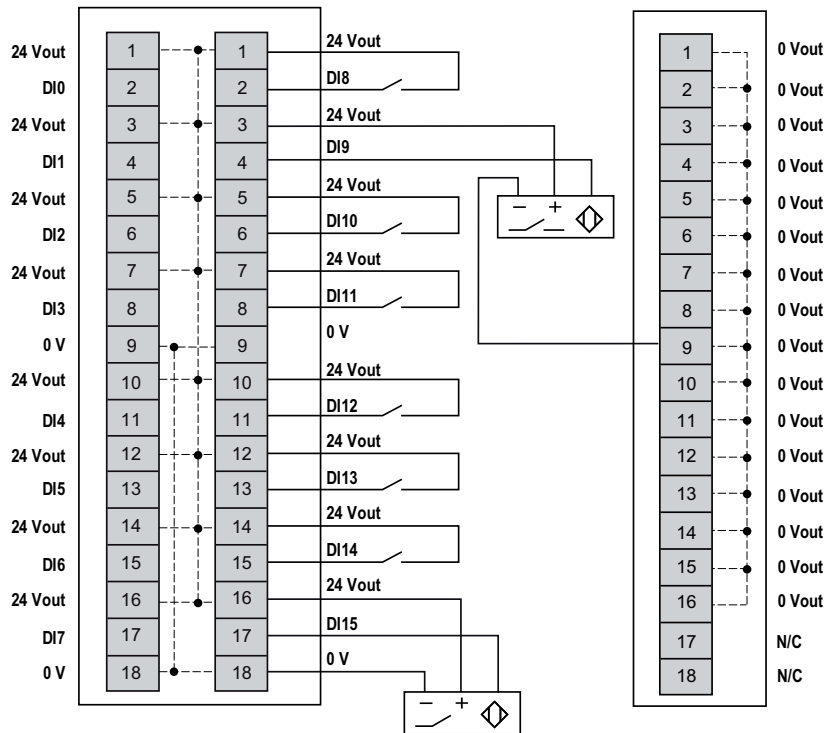 24 Vout 1 1 24 Vout
DI0 2 2 DI8
24 Vout 3 3 24 Vout
DI1 4 4 DI9
24 Vout 5 5 24 Vout
DI2 6 6 DI10
24 Vout 7 7 24 Vout
DI3 8 8 DI11
0 V 9 9 0 V
24 Vout 10 10 24 Vout
DI4 11 11 DI12
24 Vout 12 12 24 Vout
DI5 13 13 DI13
24 Vout 14 14 24 Vout
DI6 15 15 DI14
24 Vout 16 16 24 Vout
DI7 17 17 DI15
0 V 18 18 0 V
− +
− +
1 0 Vout
2 0 Vout
3 0 Vout
4 0 Vout
5 0 Vout
6 0 Vout
7 0 Vout
8 0 Vout
9 0 Vout
10 0 Vout
11 0 Vout
12 0 Vout
13 0 Vout
14 0 Vout
15 0 Vout
16 0 Vout
17 N/C
18 N/C